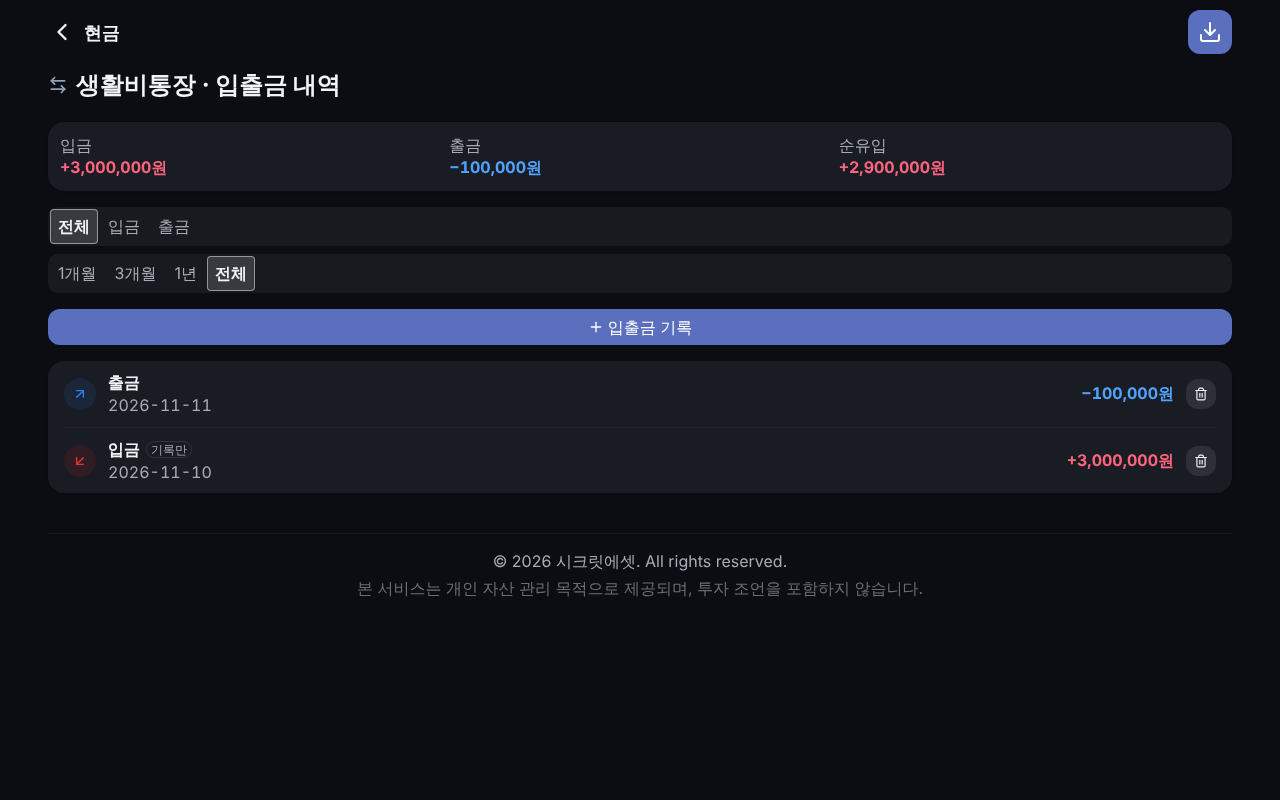 현금
생활비통장 · 입출금 내역
입금 출금 순유입
+3,000,000원 −100,000원 +2,900,000원
전체 입금 출금
1개월 3개월 1년 전체
+ 입출금 기록
출금
2026-11-11
−100,000원
입금 기록만
2026-11-10
+3,000,000원
© 2026 시크릿에셋. All rights reserved.
본 서비스는 개인 자산 관리 목적으로 제공되며, 투자 조언을 포함하지 않습니다.